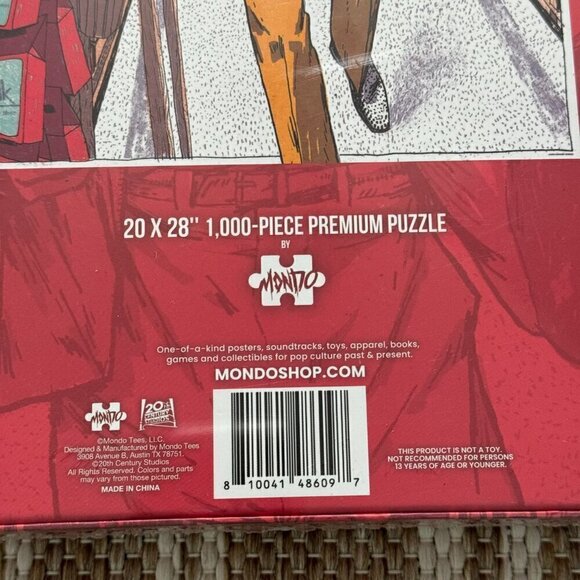 20 X 28" 1,000-PIECE PREMIUM PUZZLE
BY
MONDO
One-of-a-kind posters, soundtracks, toys, apparel, books,
games and collectibles for pop culture past & present.
MONDOSHOP.COM
MONDO
20th
CENTURY
STUDIOS
©Mondo Tees, LLC.
Designed & Manufactured by Mondo Tees
3908 Avenue B, Austin TX 78751.
©20th Century Studios
All Rights Reserved. Colors and parts
may vary from those pictured.
MADE IN CHINA
8 10041 48609 7
THIS PRODUCT IS NOT A TOY.
NOT RECOMMENDED FOR PERSONS
13 YEARS OF AGE OR YOUNGER.